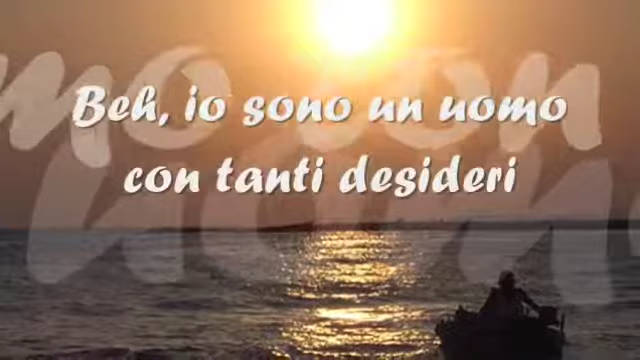 Beh, io sono un uomo
con tanti desideri